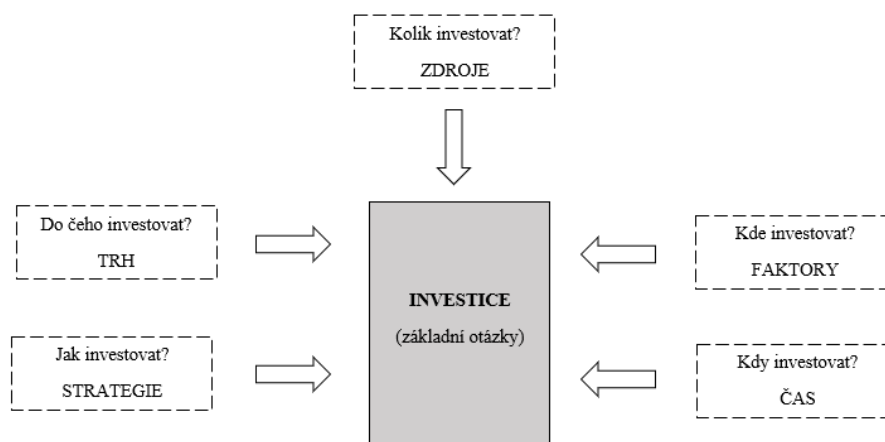 Kolik investovat?
ZDROJE
Do čeho investovat?
TRH
Kde investovat?
FAKTORY
INVESTICE
(základní otázky)
Jak investovat?
STRATEGIE
Kdy investovat?
ČAS